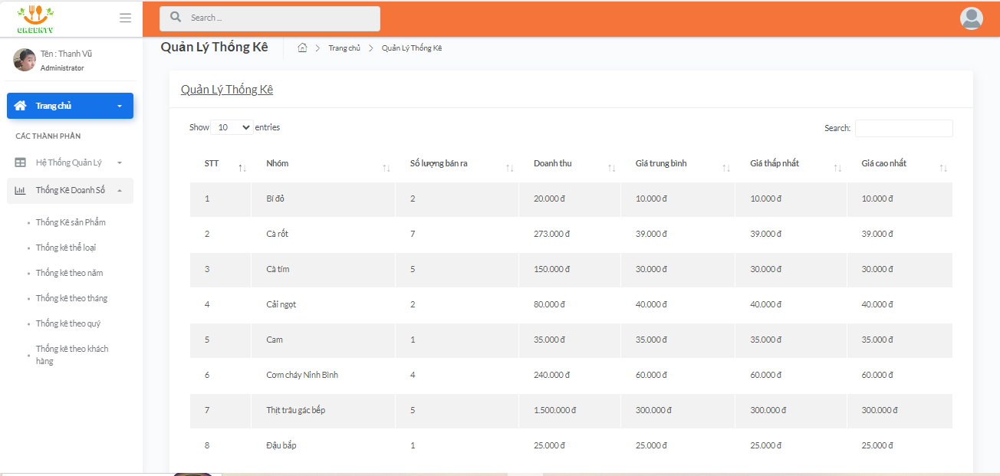 GREENTV
Search ...
Tên : Thanh Vũ
Administrator
Trang chủ
CÁC THÀNH PHẦN
Hệ Thống Quản Lý
Thống Kê Doanh Số
Thống Kê sản Phẩm
Thống kê thể loại
Thống kê theo năm
Thống kê theo tháng
Thống kê theo quý
Thống kê theo khách
hàng
Quản Lý Thống Kê Trang chủ Quản Lý Thống Kê
Quản Lý Thống Kê
Show 10 entries Search:
STT Nhóm Số lượng bán ra Doanh thu Giá trung bình Giá thấp nhất Giá cao nhất
1 Bí đỏ 2 20.000 đ 10.000 đ 10.000 đ 10.000 đ
2 Cà rốt 7 273.000 đ 39.000 đ 39.000 đ 39.000 đ
3 Cà tím 5 150.000 đ 30.000 đ 30.000 đ 30.000 đ
4 Cải ngọt 2 80.000 đ 40.000 đ 40.000 đ 40.000 đ
5 Cam 1 35.000 đ 35.000 đ 35.000 đ 35.000 đ
6 Cơm cháy Ninh Bình 4 240.000 đ 60.000 đ 60.000 đ 60.000 đ
7 Thịt trâu gác bếp 5 1.500.000 đ 300.000 đ 300.000 đ 300.000 đ
8 Đậu bắp 1 25.000 đ 25.000 đ 25.000 đ 25.000 đ